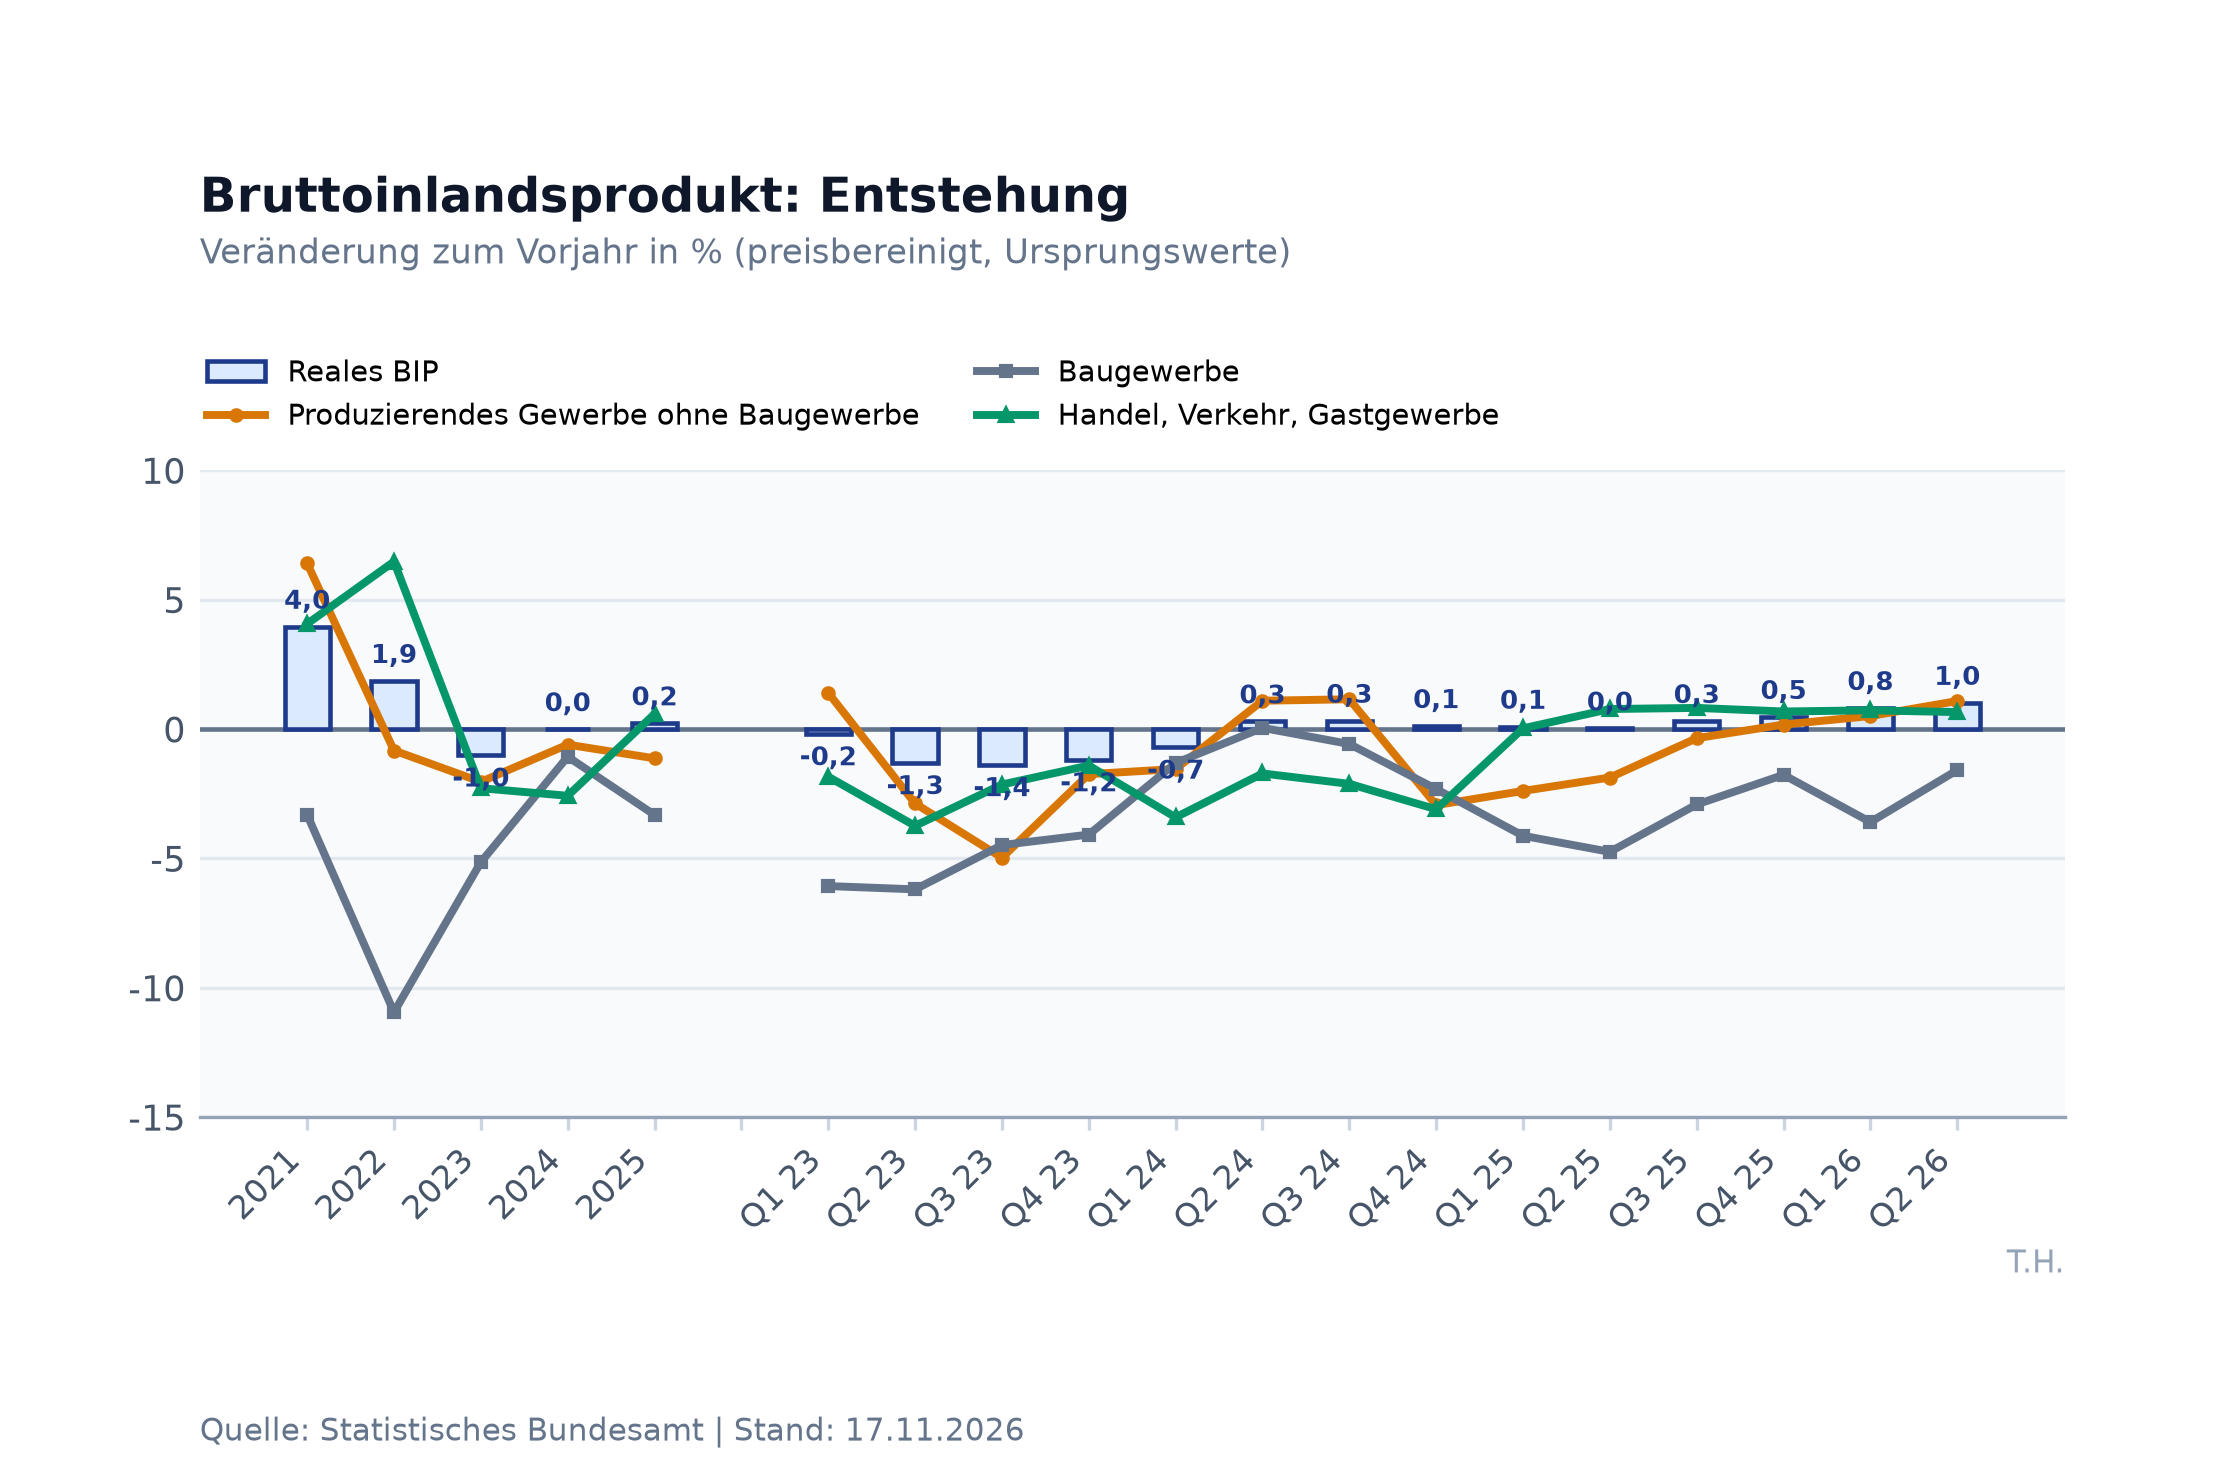 Bruttoinlandsprodukt: Entstehung
Veränderung zum Vorjahr in % (preisbereinigt, Ursprungswerte)
Reales BIP
Produzierendes Gewerbe ohne Baugewerbe
Baugewerbe
Handel, Verkehr, Gastgewerbe
10
5
0
-5
-10
-15
4,0
1,9
-1,0
0,0
0,2
-0,2
-1,3
-1,4
-1,2
-0,7
0,3
0,3
0,1
0,1
0,0
0,3
0,5
0,8
1,0
2021
2022
2023
2024
2025
Q1 23
Q2 23
Q3 23
Q4 23
Q1 24
Q2 24
Q3 24
Q4 24
Q1 25
Q2 25
Q3 25
Q4 25
Q1 26
Q2 26
T.H.
Quelle: Statistisches Bundesamt | Stand: 17.11.2026